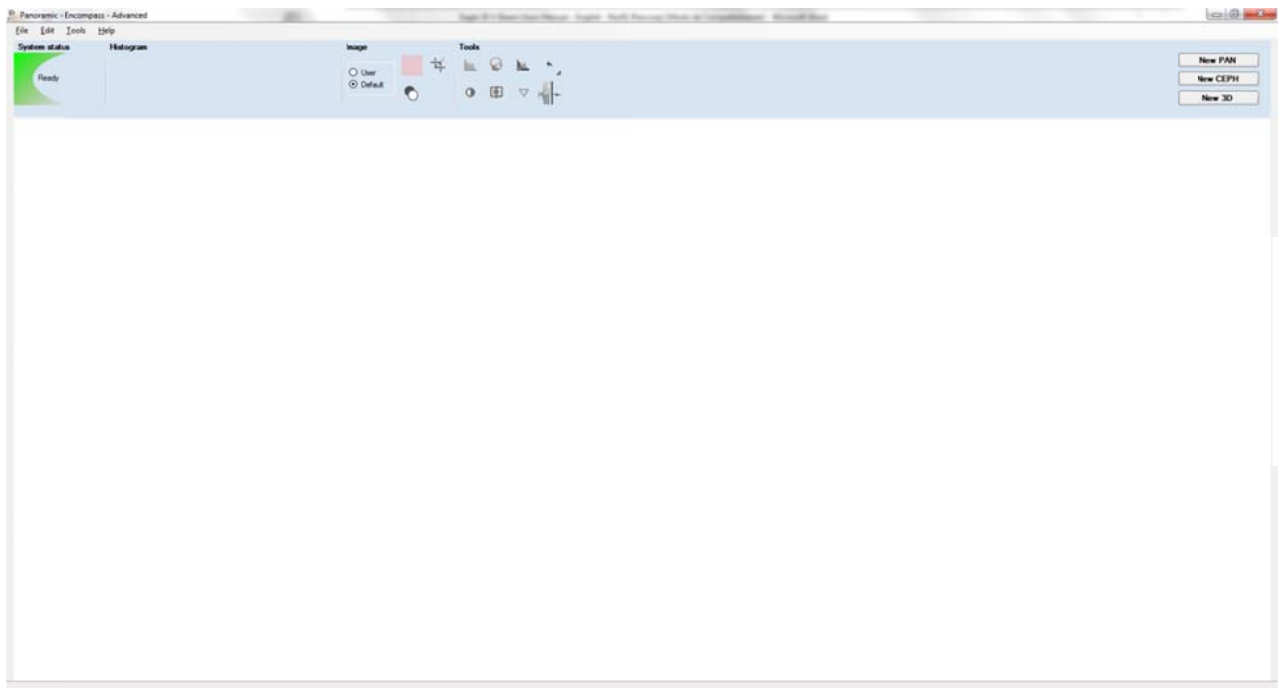 Panoramic - Encompass - Advanced
File Edit Tools Help
System status Histogram Image Tools
Ready
User
Default
New PAN
New CEPH
New 3D